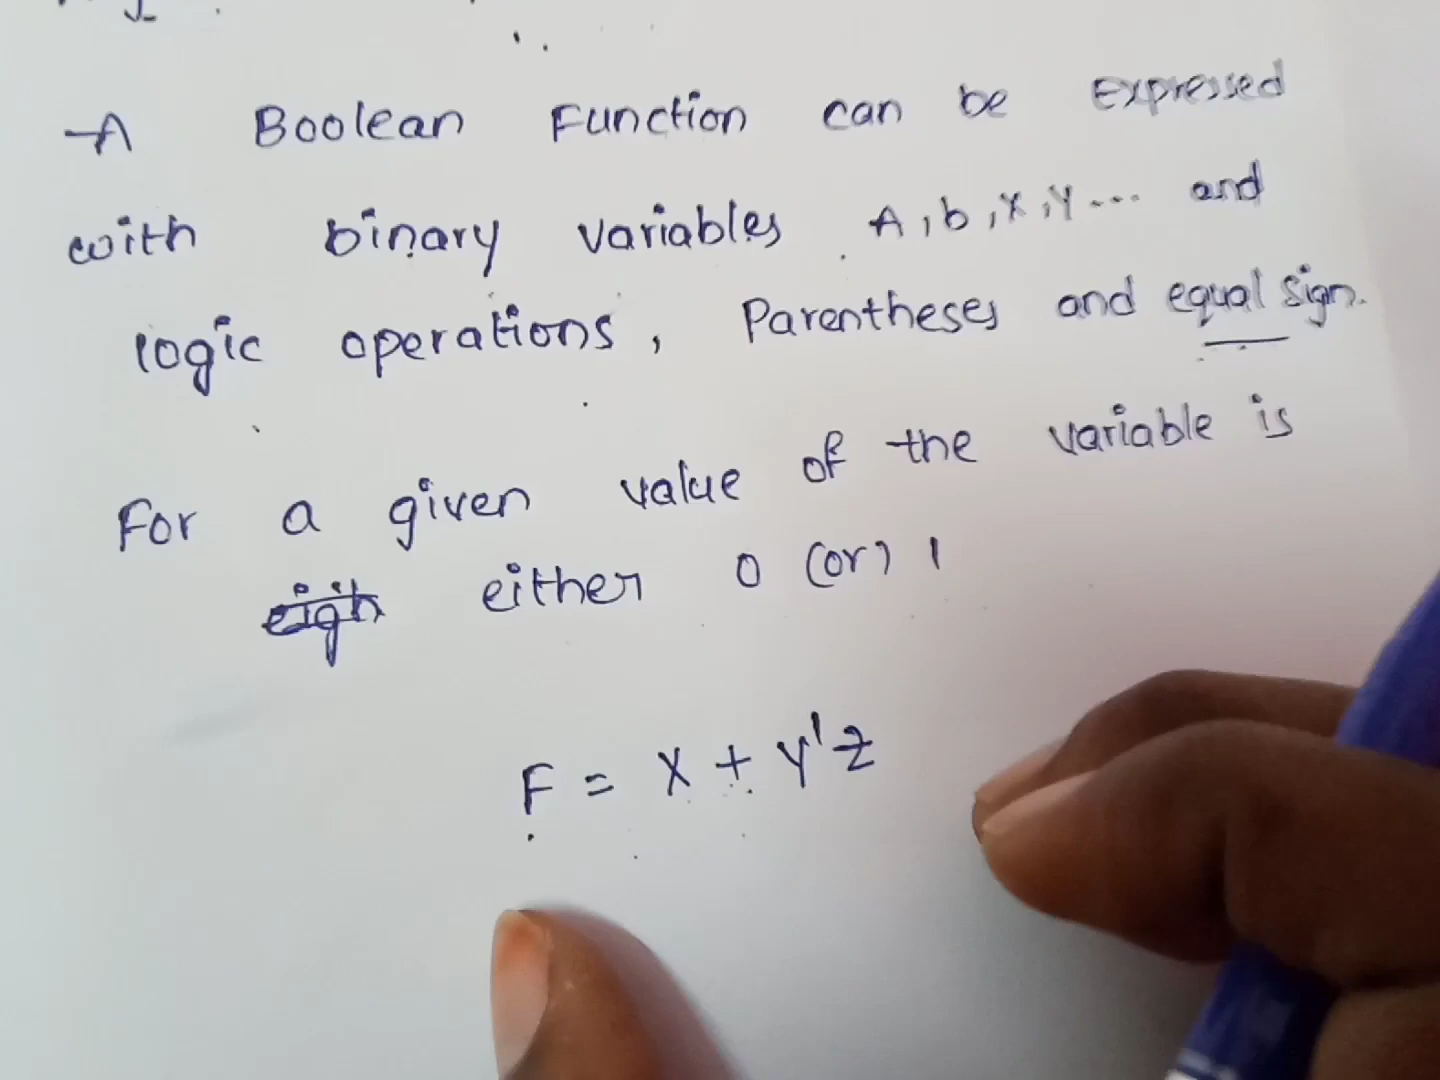 A Boolean Function can be Expressed
with binary variables A, b, X, Y... and
logic operations, Parentheses and equal sign.
For a given value of the variable is
either 0 (or) 1
F = X + Y'Z